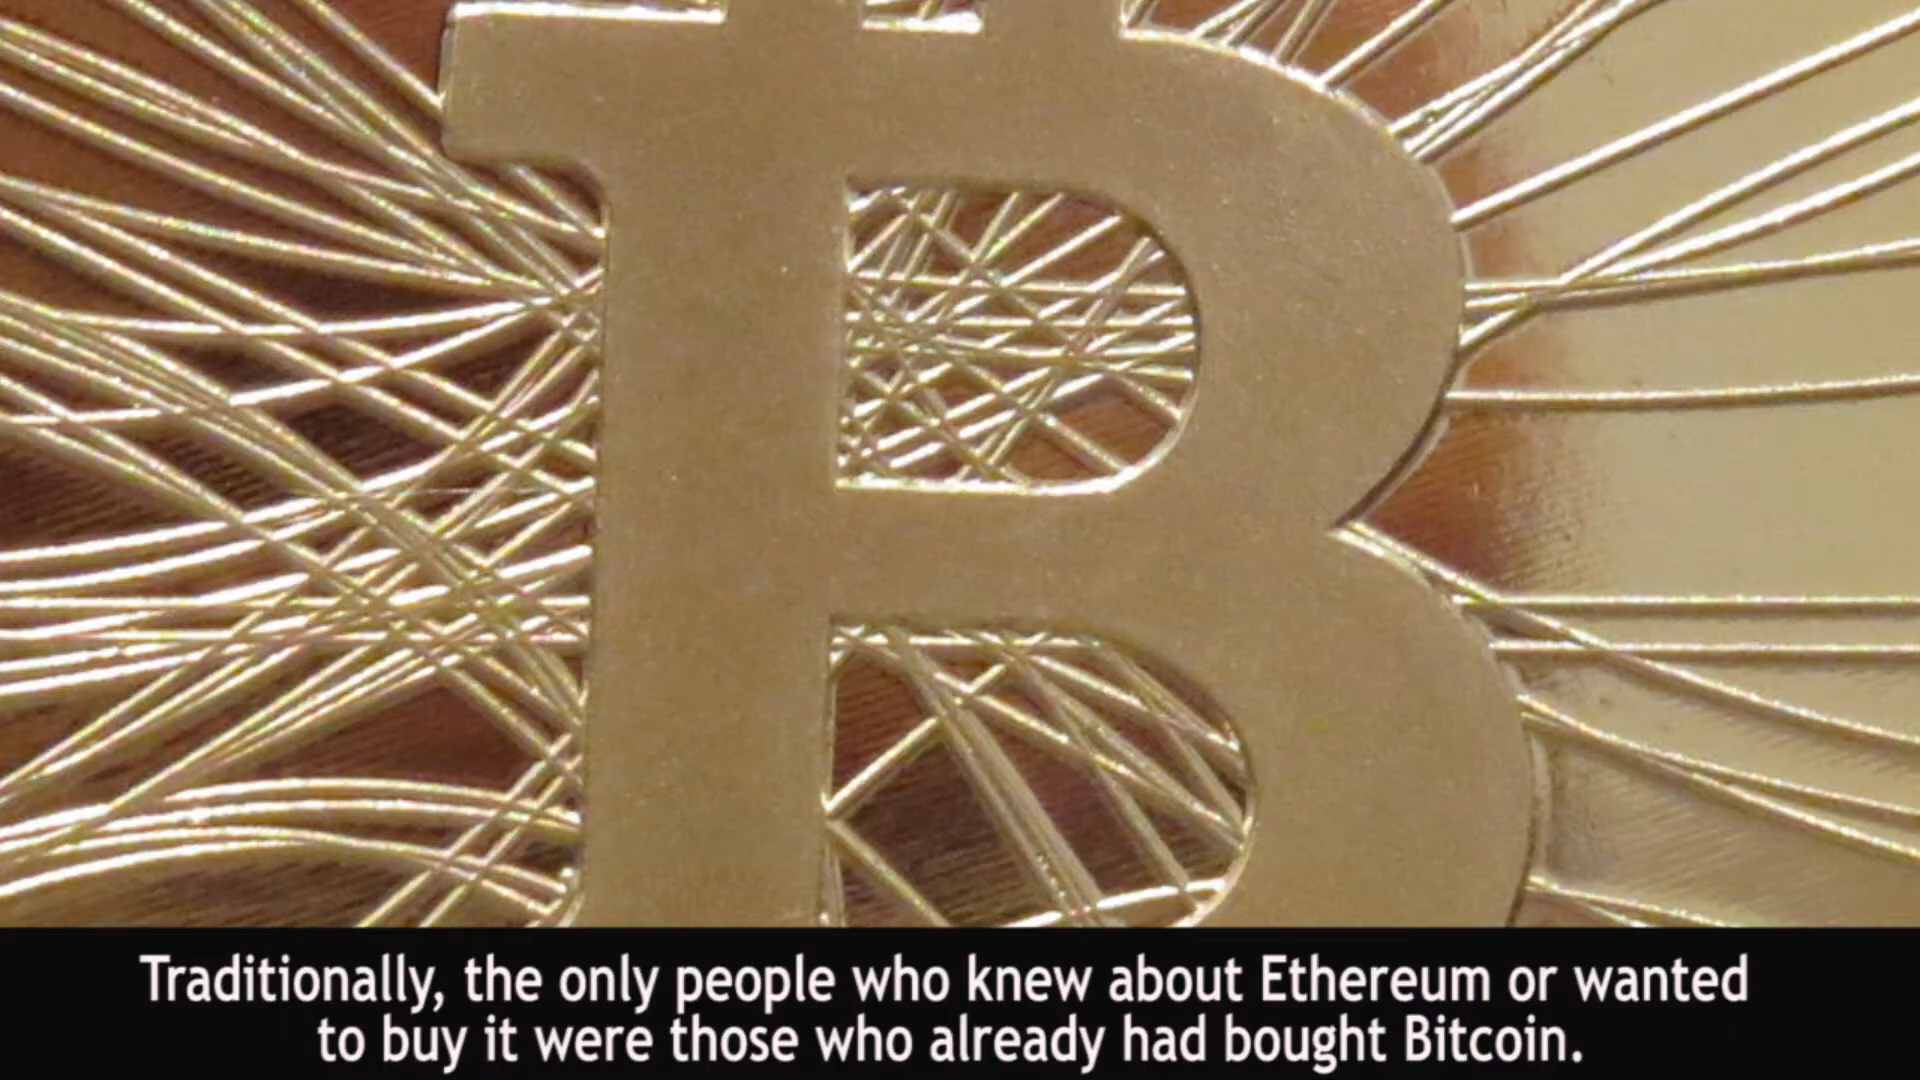 Traditionally, the only people who knew about Ethereum or wanted
to buy it were those who already had bought Bitcoin.